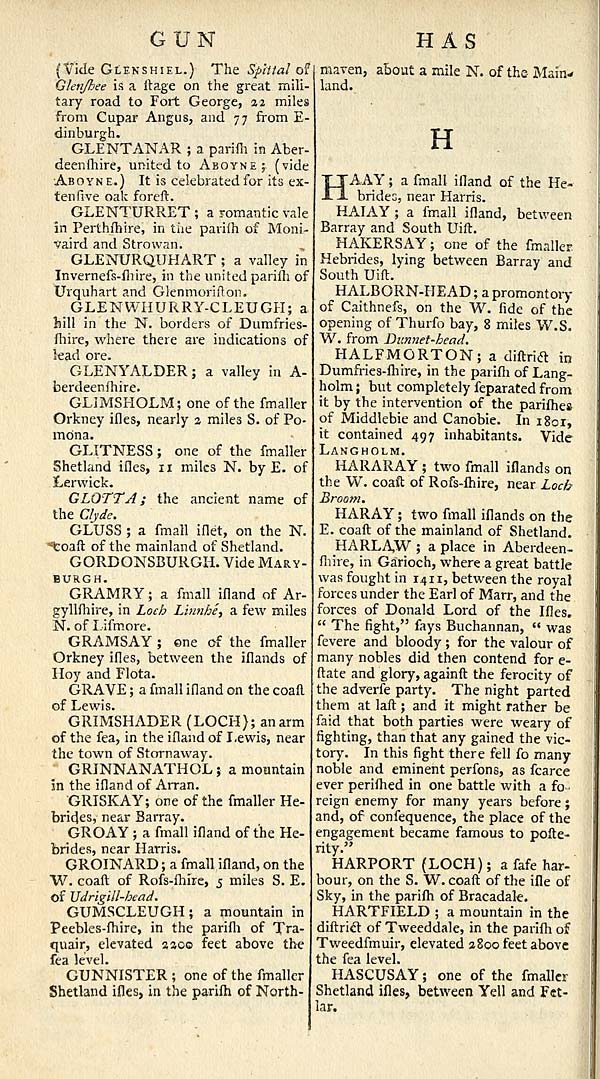 GUN
(Vide GLENSHIEL.) The Spittal of
Glenſhee is a ſtage on the great mili-
tary road to Fort George, 22 miles
from Cupar Angus, and 77 from E-
dinburgh.
GLENTANAR ; a pariſh in Aber-
deenſhire, united to ABOYNE ; (vide
ABOYNE.) It is celebrated for its ex-
tenſive oak foreſt.
GLENTURRET ; a romantic vale
in Perthſhire, in the pariſh of Moni-
vaird and Strowan.
GLENURQUHART ; a valley in
Inverneſs-ſhire, in the united pariſh of
Urquhart and Glenmoriſton.
GLENWHURRY-CLEUGH; a
hill in the N. borders of Dumfries-
ſhire, where there are indications of
lead ore.
GLENYALDER ; a valley in A-
berdeenſhire.
GLIMSHOLM; one of the ſmaller
Orkney iſles, nearly 2 miles S. of Po-
mona.
GLITNESS ; one of the ſmaller
Shetland iſles, 11 miles N. by E. of
Lerwick.
GLOTTA; the ancient name of
the Clyde.
GLUSS ; a ſmall iſlet, on the N.
coaſt of the mainland of Shetland.
GORDONSBURGH. Vide MARY-
BURGH.
GRAMRY ; a ſmall iſland of Ar-
gyllſhire, in Loch Linnhé, a few miles
N. of Liſmore.
GRAMSAY ; one of the ſmaller
Orkney iſles, between the iſlands of
Hoy and Flota.
GRAVE ; a ſmall iſland on the coaſt
of Lewis.
GRIMSHADER (LOCH); an arm
of the ſea, in the iſland of Lewis, near
the town of Stornaway.
GRINNANATHOL ; a mountain
in the iſland of Arran.
GRISKAY; one of the ſmaller He-
brides, near Barray.
GROAY ; a ſmall iſland of the He-
brides, near Harris.
GROINARD; a ſmall iſland, on the
W. coaſt of Roſs-ſhire, 5 miles S. E.
of Udrigill-head.
GUMSCLEUGH ; a mountain in
Peebles-ſhire, in the pariſh of Tra-
quair, elevated 2200 feet above the
ſea level.
GUNNISTER ; one of the ſmaller
Shetland iſles, in the pariſh of North-
HAS
maven, about a mile N. of the Main-
land.
H
HAAY ; a ſmall iſland of the He-
brides, near Harris.
HAIAY ; a ſmall iſland, between
Barray and South Uiſt.
HAKERSAY; one of the ſmaller
Hebrides, lying between Barray and
South Uiſt.
HALBORN-HEAD; a promontory
of Caithneſs, on the W. ſide of the
opening of Thurſo bay, 8 miles W.S.
W. from Dunnet-head.
HALFMORTON; a diſtrict in
Dumfries-ſhire, in the pariſh of Lang-
holm ; but completely ſeparated from
it by the intervention of the pariſhes
of Middlebie and Canobie. In 1801,
it contained 497 inhabitants. Vide
LANGHOLM.
HARARAY ; two ſmall iſlands on
the W. coaſt of Roſs-ſhire, near Loch
Broom.
HARAY ; two ſmall iſlands on the
E. coaſt of the mainland of Shetland.
HARLAW ; a place in Aberdeen-
ſhire, in Garioch, where a great battle
was fought in 1411, between the royal
forces under the Earl of Marr, and the
forces of Donald Lord of the Iſles.
“ The fight,” ſays Buchannan, “ was
ſevere and bloody ; for the valour of
many nobles did then contend for e-
ſtate and glory, againſt the ferocity of
the adverſe party. The night parted
them at laſt ; and it might rather be
ſaid that both parties were weary of
fighting, than that any gained the vic-
tory. In this fight there fell ſo many
noble and eminent perſons, as ſcarce
ever periſhed in one battle with a fo-
reign enemy for many years before ;
and, of conſequence, the place of the
engagement became famous to poſte-
rity.”
HARPORT (LOCH); a ſafe har-
bour, on the S. W. coaſt of the iſle of
Sky, in the pariſh of Bracadale.
HARTFIELD ; a mountain in the
diſtrict of Tweeddale, in the pariſh of
Tweedſmuir, elevated 2800 feet above
the ſea level.
HASCUSAY ; one of the ſmaller
Shetland iſles, between Yell and Fet-
lar.